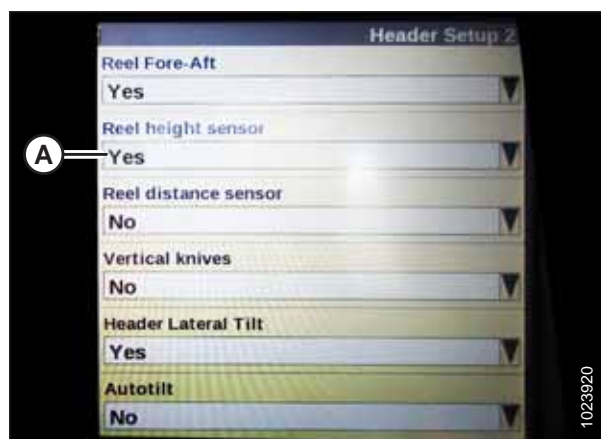 Header Setup 2
Reel Fore-Aft
Yes
Reel height sensor
A
Yes
Reel distance sensor
No
Vertical knives
No
Header Lateral Tilt
Yes
Autotilt
No
1023920